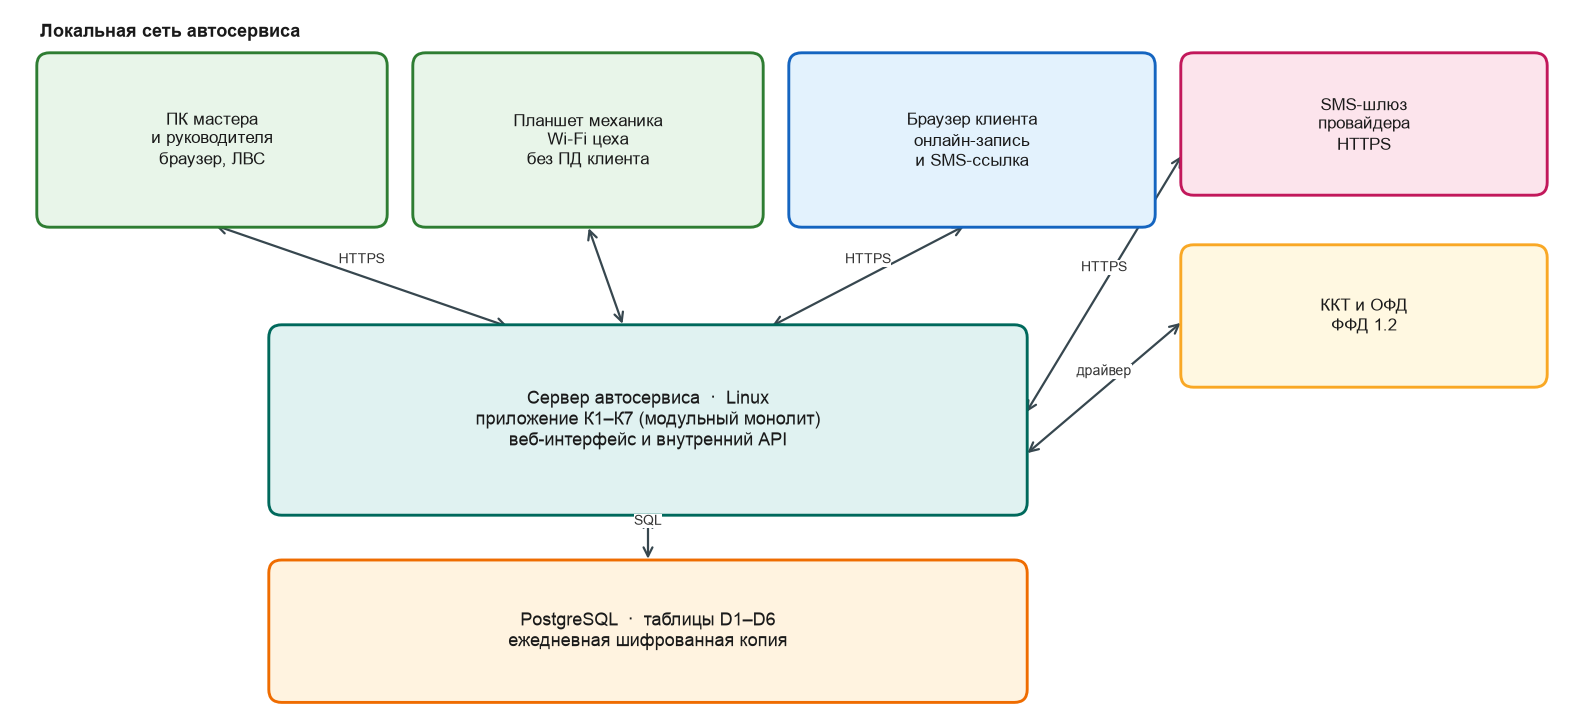 Локальная сеть автосервиса
ПК мастера
и руководителя
браузер, ЛВС
Планшет механика
Wi-Fi цеха
без ПД клиента
Браузер клиента
онлайн-запись
и SMS-ссылка
SMS-шлюз
провайдера
HTTPS
HTTPS
HTTPS
HTTPS
ККТ и ОФД
ФФД 1.2
драйвер
Сервер автосервиса · Linux
приложение К1–К7 (модульный монолит)
веб-интерфейс и внутренний API
SQL
PostgreSQL · таблицы D1–D6
ежедневная шифрованная копия